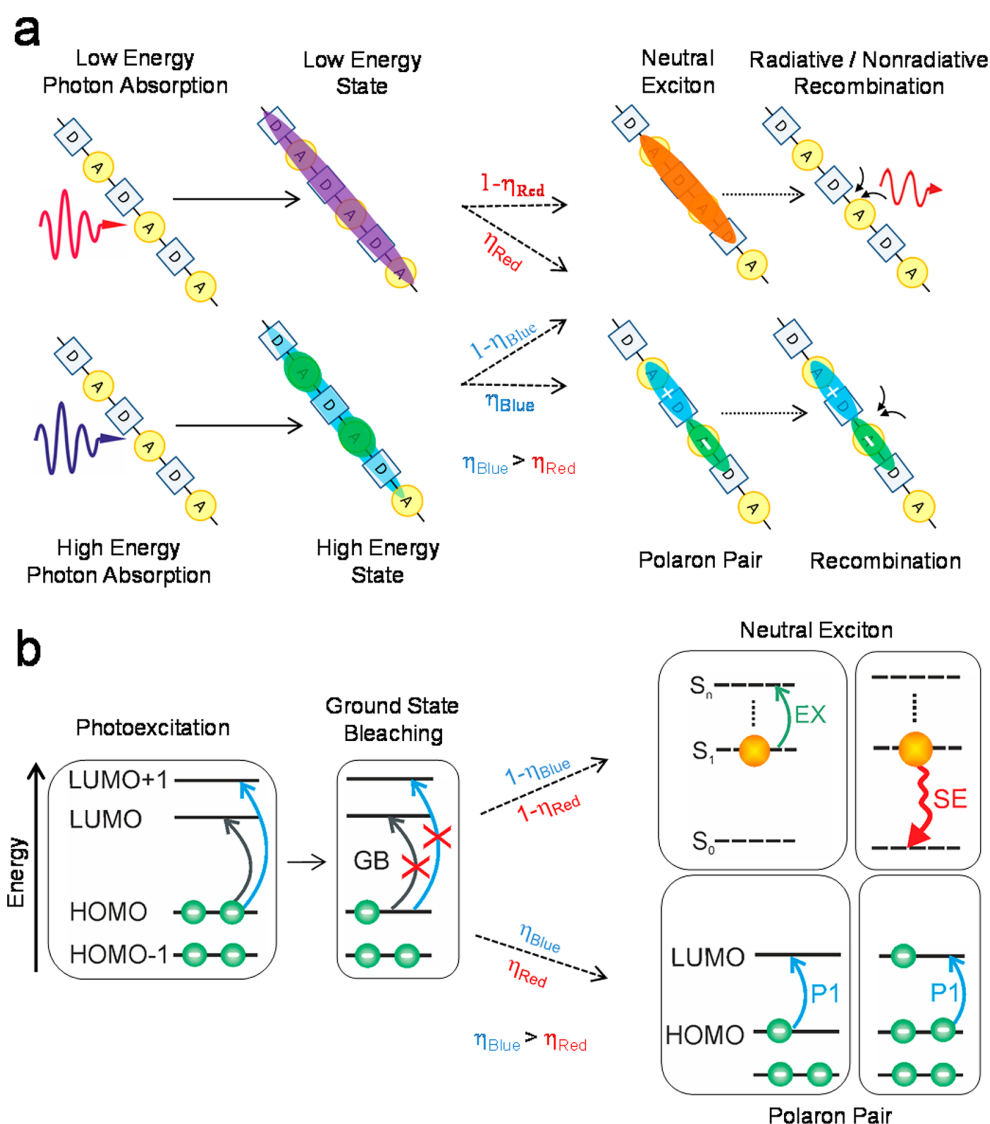 a
Low Energy
Photon Absorption
Low Energy
State
Neutral
Exciton
Radiative / Nonradiative
Recombination
D
A
D
A
D
A
D
A
D
A
D
A
1-ηRed
ηRed
D
A
D
A
D
D
A
D
A
D
A
D
A
D
A
D
A
D
A
D
A
D
A
1-ηBlue
ηBlue
ηBlue > ηRed
D
A
+
D
-
D
A
D
A
+
D
-
D
A
High Energy
Photon Absorption
High Energy
State
Polaron Pair
Recombination
b
Neutral Exciton
Photoexcitation
Ground State
Bleaching
Energy
LUMO+1
LUMO
HOMO
HOMO-1
GB
1-ηBlue
1-ηRed
Sn
EX
S1
S0
SE
ηBlue
ηRed
ηBlue > ηRed
LUMO
HOMO
P1
P1
Polaron Pair